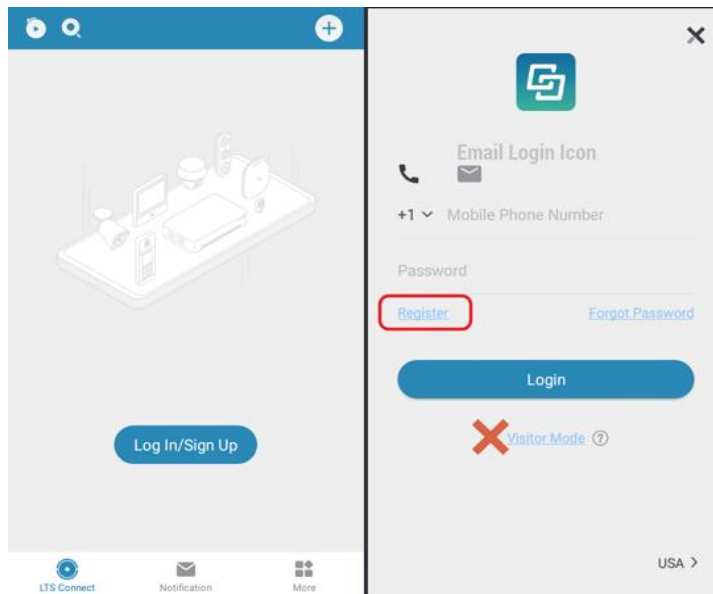 Log In/Sign Up
LTS Connect
Notification
More
Email Login Icon
+1
Mobile Phone Number
Password
Register
Forgot Password
Login
Visitor Mode ?
USA >